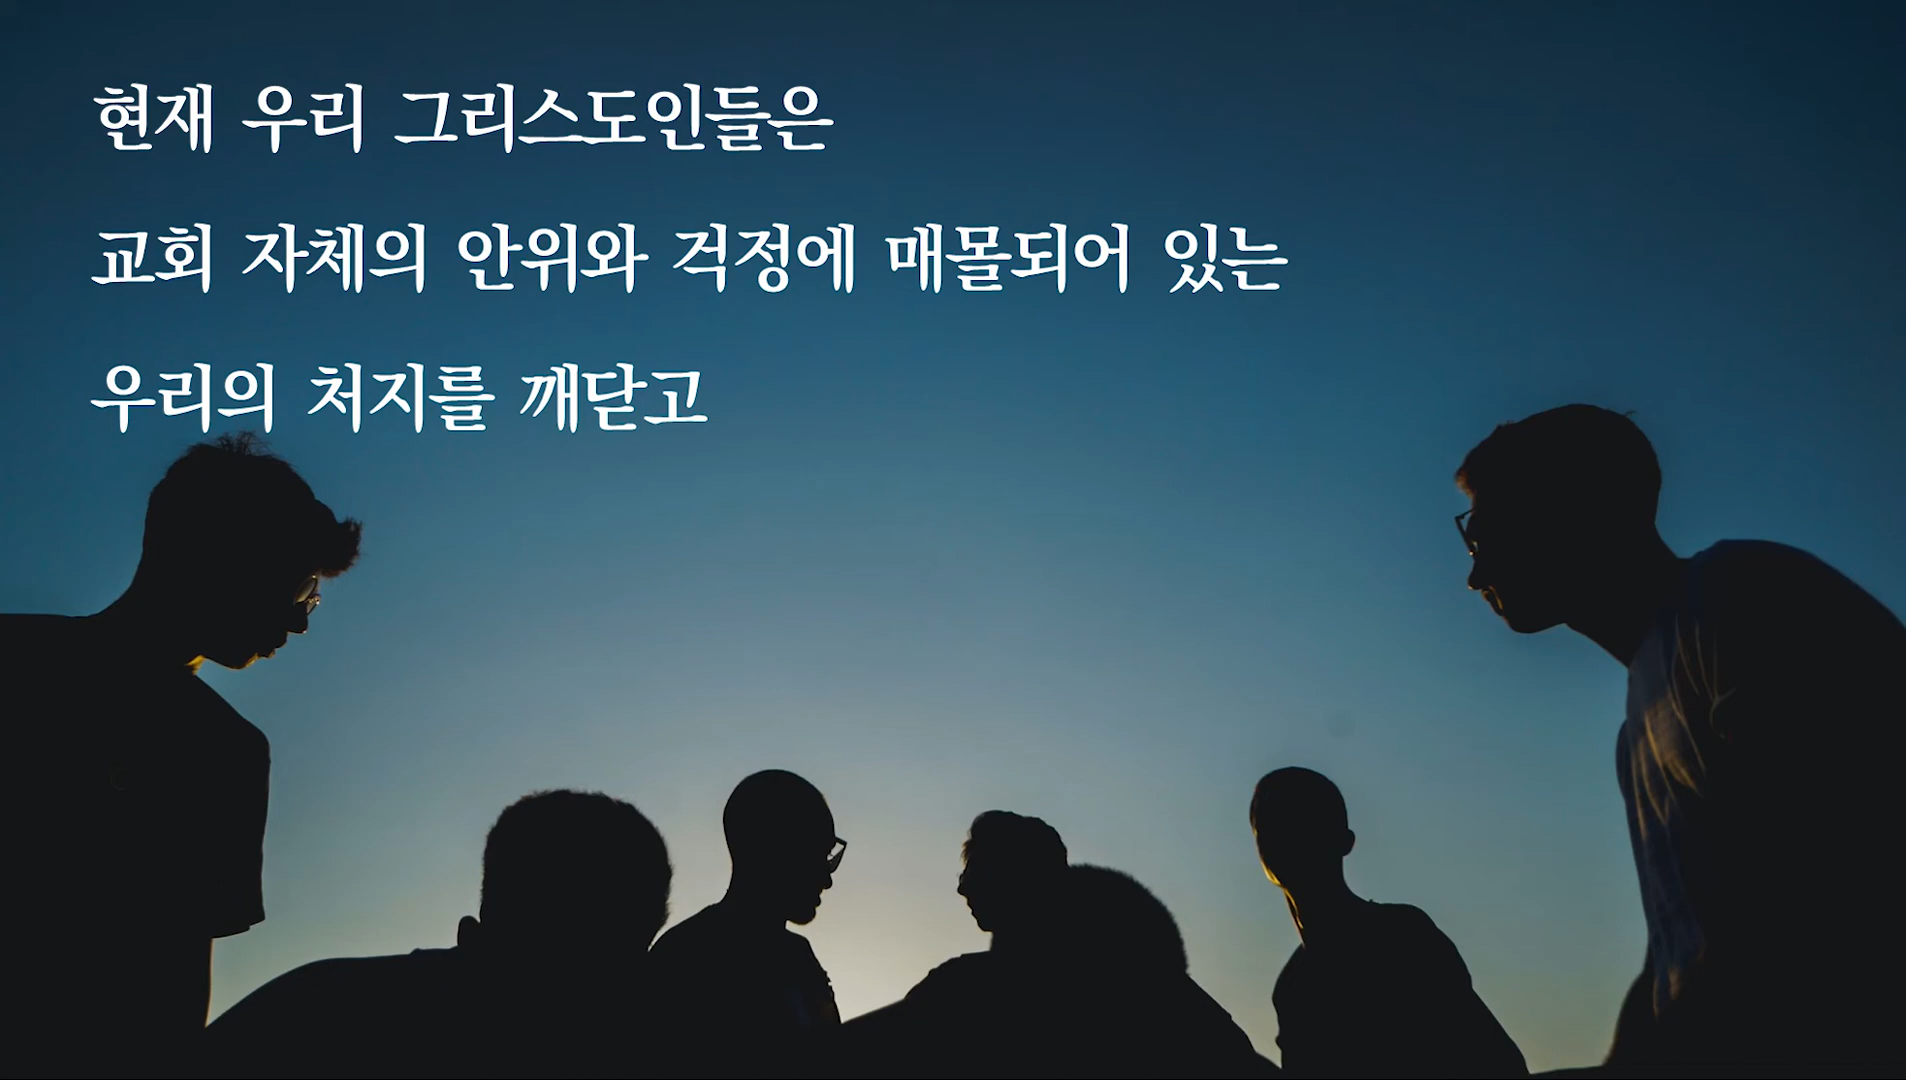 현재 우리 그리스도인들은
교회 자체의 안위와 걱정에 매몰되어 있는
우리의 처지를 깨닫고